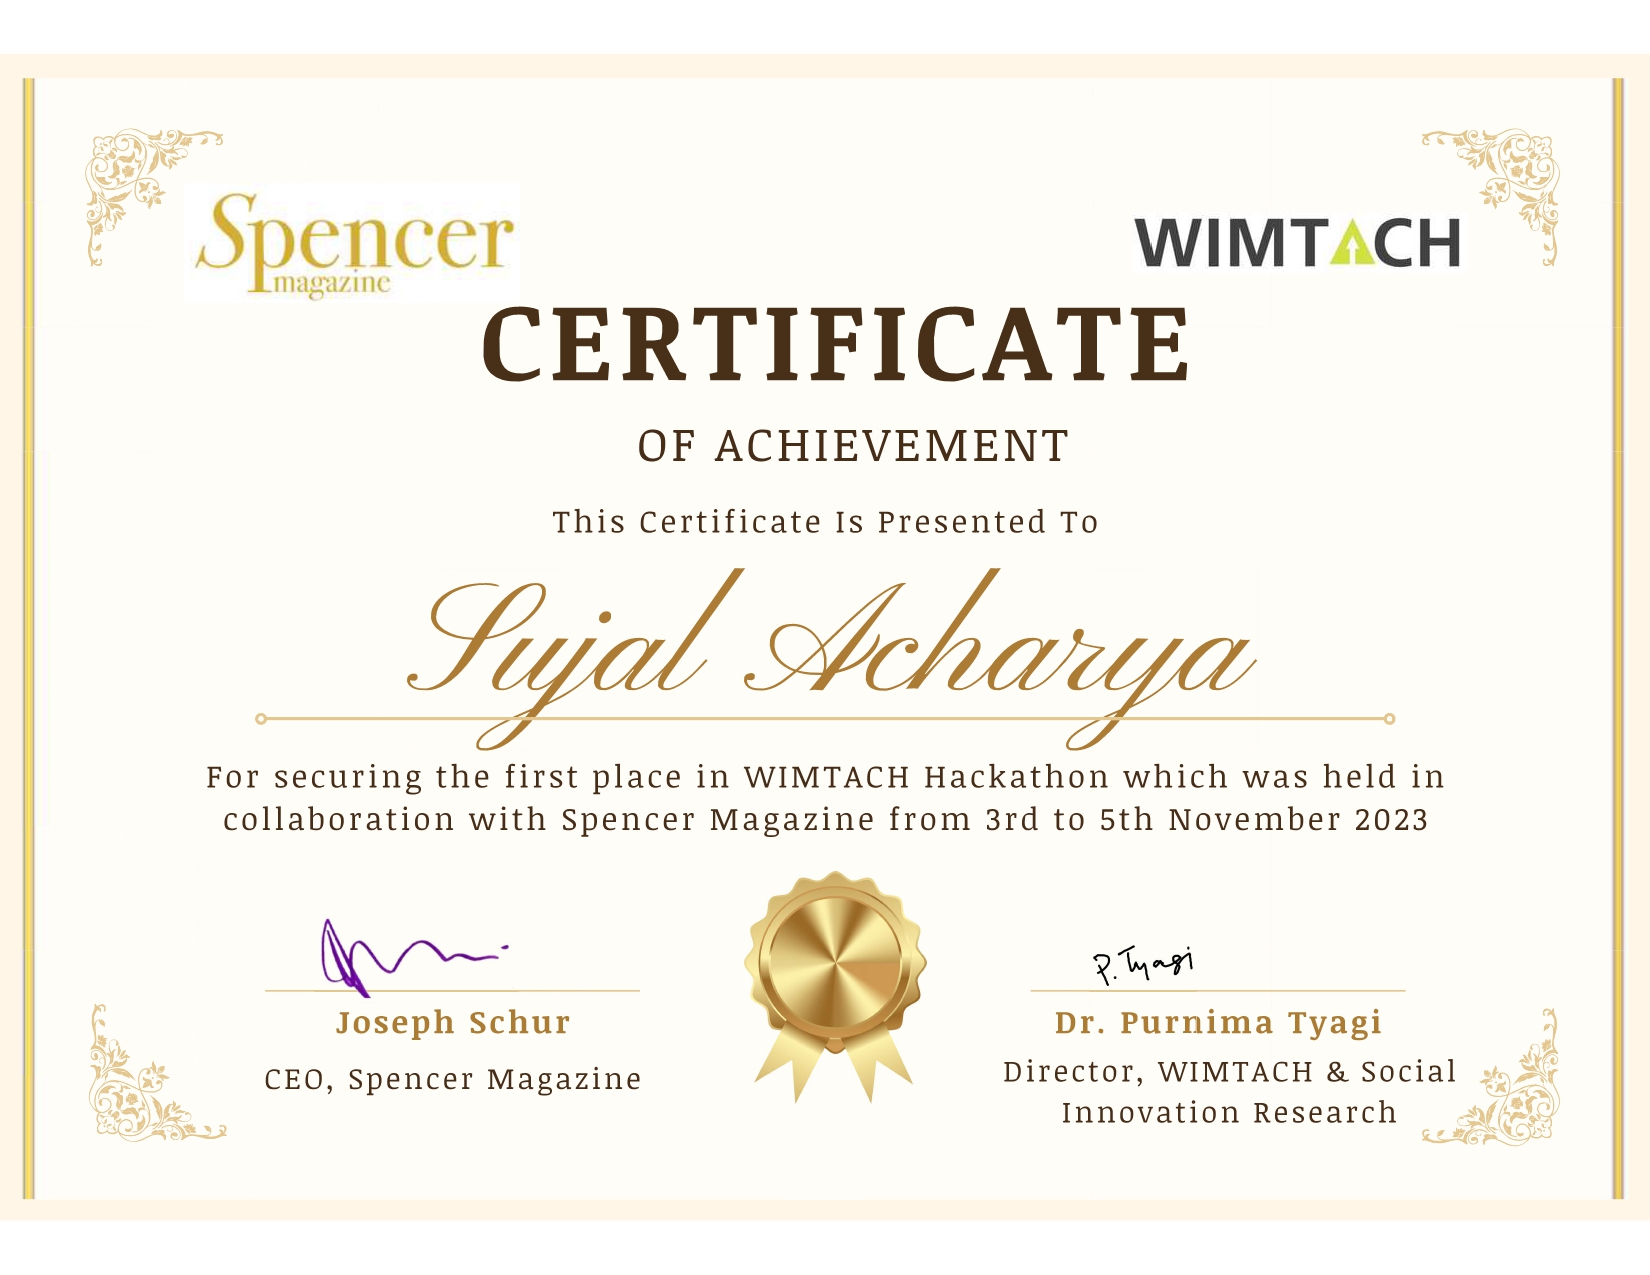 Spencer
magazine
WIMTACH
CERTIFICATE
OF ACHIEVEMENT
This Certificate Is Presented To
Sujal Acharya
For securing the first place in WIMTACH Hackathon which was held in
collaboration with Spencer Magazine from 3rd to 5th November 2023
P. Tyagi
Joseph Schur
Dr. Purnima Tyagi
CEO, Spencer Magazine
Director, WIMTACH & Social
Innovation Research